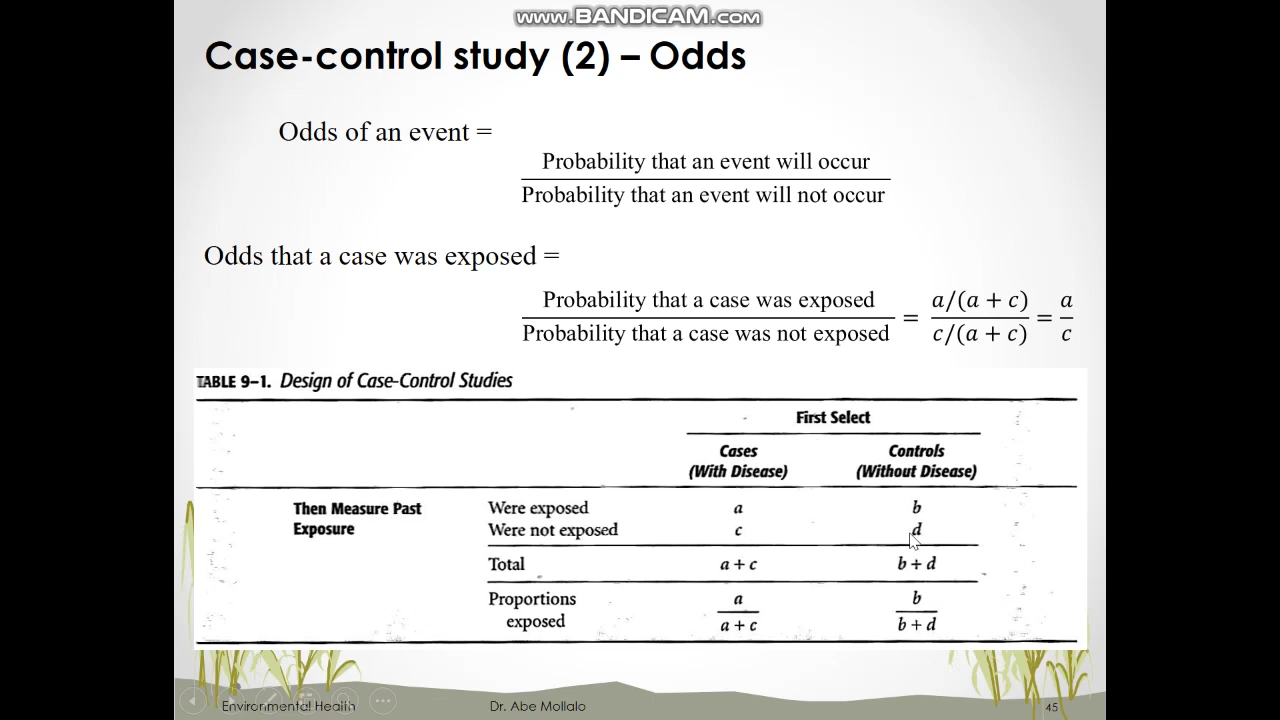 www.BANDICAM.com
Case-control study (2) – Odds
Odds of an event =
Probability that an event will occur
Probability that an event will not occur
Odds that a case was exposed =
Probability that a case was exposed
Probability that a case was not exposed
= a/(a + c) / c/(a + c) = a / c
TABLE 9–1. Design of Case-Control Studies
First Select
Cases Controls
(With Disease) (Without Disease)
Then Measure Past Were exposed a b
Exposure Were not exposed c d
Total a + c b + d
Proportions a b
exposed a + c b + d
Environmental Health Dr. Abe Mollalo 45